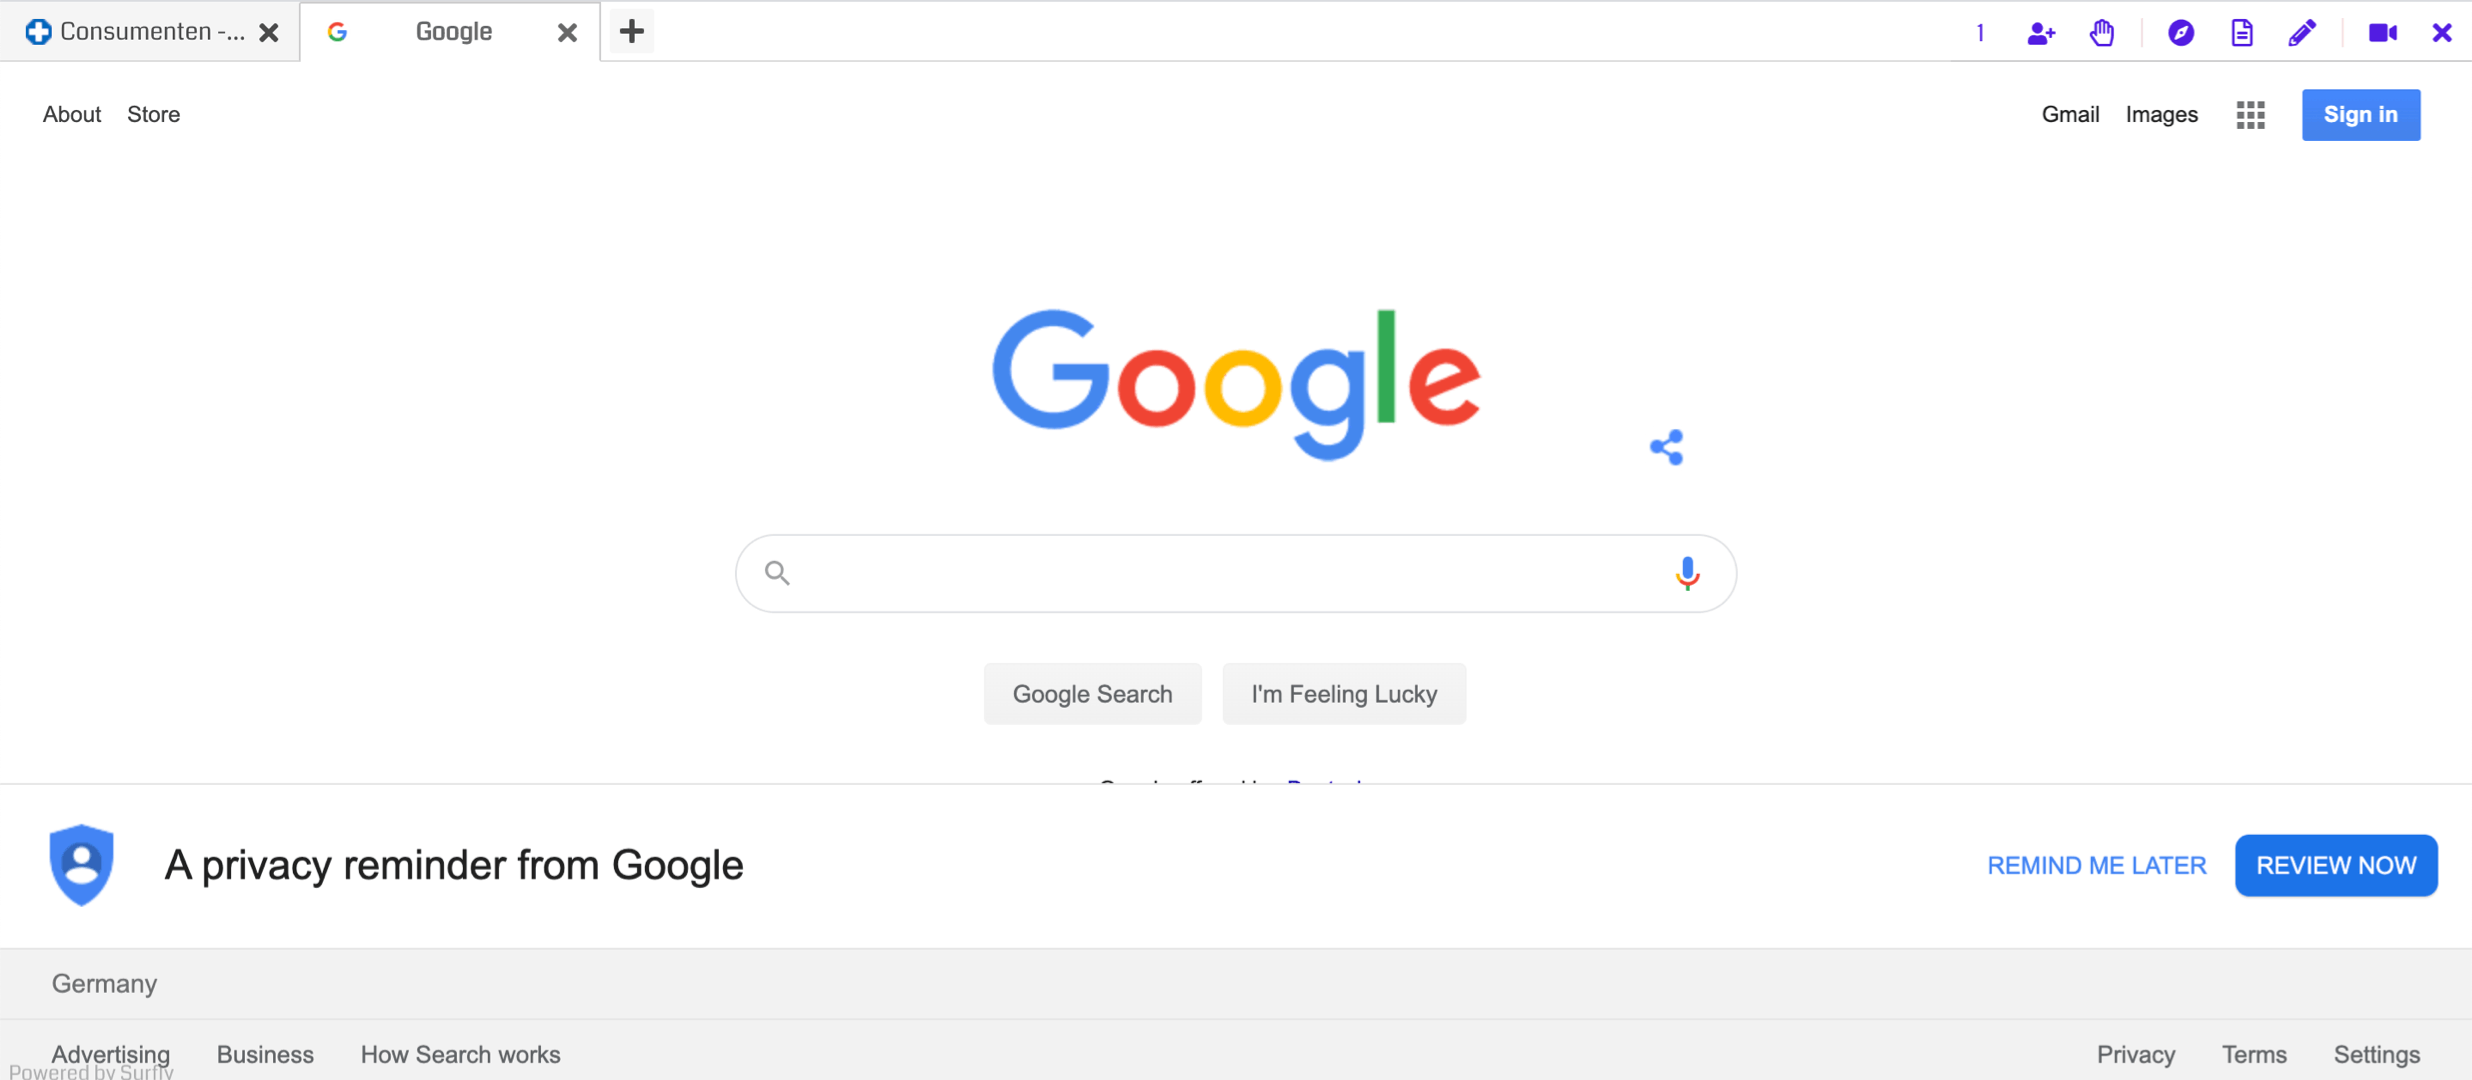 Consumenten -...
Google
1
About Store
Gmail Images Sign in
Google
Google Search I'm Feeling Lucky
A privacy reminder from Google
REMIND ME LATER REVIEW NOW
Germany
Advertising Business How Search works
Privacy Terms Settings
Powered by Surfly